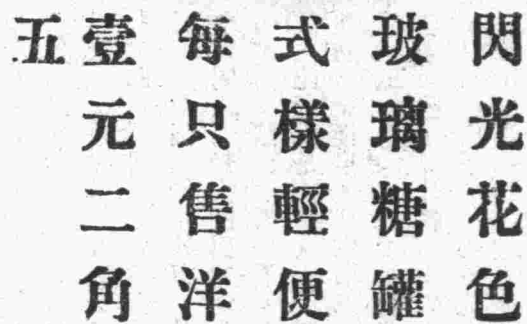 閃光花色
玻璃糖罐
式樣輕便
每只售洋
壹元二角
五